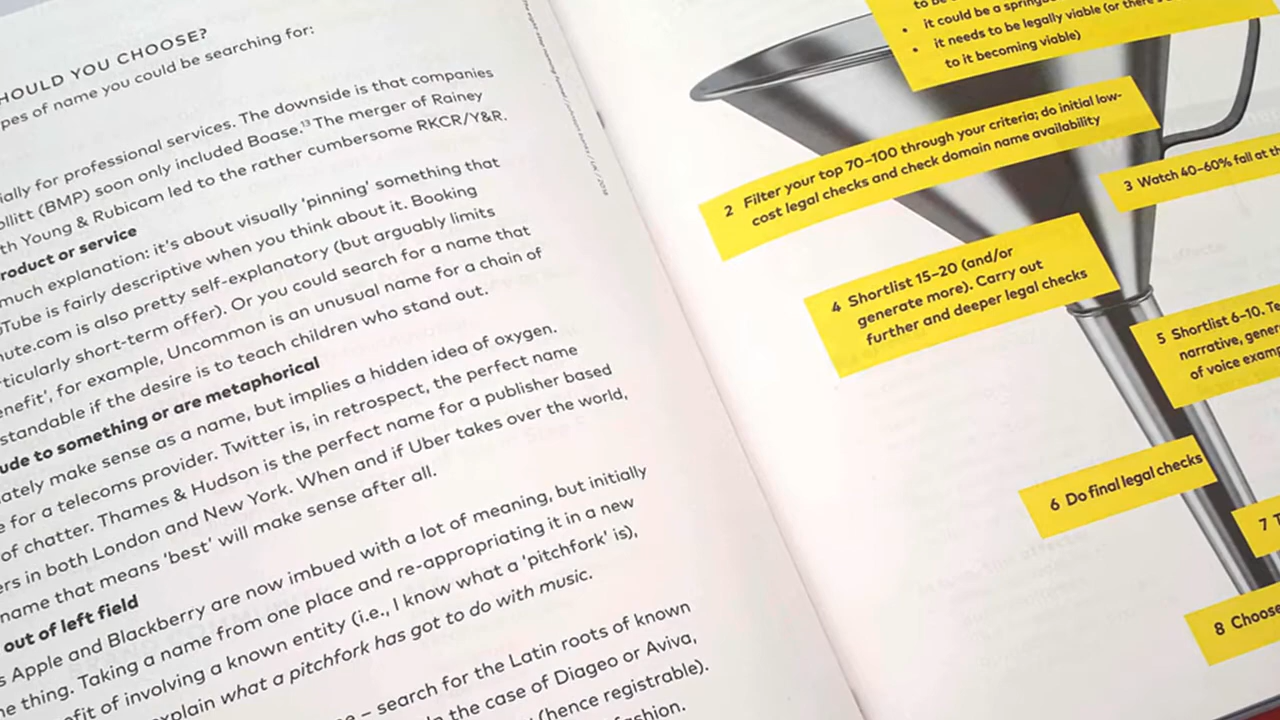 HOULD YOU CHOOSE?
pes of name you could be searching for:
ially for professional services. The downside is that companies
ollitt (BMP) soon only included Boase.¹³ The merger of Rainey
th Young & Rubicam led to the rather cumbersome RKCR/Y&R.
roduct or service
much explanation: it's about visually 'pinning' something that
Tube is fairly descriptive when you think about it. Booking
nute.com is also pretty self-explanatory (but arguably limits
ticularly short-term offer). Or you could search for a name that
enefit', for example, Uncommon is an unusual name for a chain of
standable if the desire is to teach children who stand out.
ude to something or are metaphorical
ately make sense as a name, but implies a hidden idea of oxygen.
e for a telecoms provider. Twitter is, in retrospect, the perfect name
of chatter. Thames & Hudson is the perfect name for a publisher based
ers in both London and New York. When and if Uber takes over the world,
name that means 'best' will make sense after all.
out of left field
s Apple and Blackberry are now imbued with a lot of meaning, but initially
ne thing. Taking a name from one place and re-appropriating it in a new
efit of involving a known entity (i.e., I know what a 'pitchfork' is),
xplain what a pitchfork has got to do with music.
– search for the Latin roots of known
the case of Diageo or Aviva,
(hence registrable).
ashion.
to be
• it could be a springb
• it needs to be legally viable (or there's
to it becoming viable)
2 Filter your top 70–100 through your criteria; do initial low-
cost legal checks and check domain name availability
3 Watch 40–60% fall at th
4 Shortlist 15–20 (and/or
generate more). Carry out
further and deeper legal checks
5 Shortlist 6–10. Te
narrative, gener
of voice examp
6 Do final legal checks
7 T
8 Choose